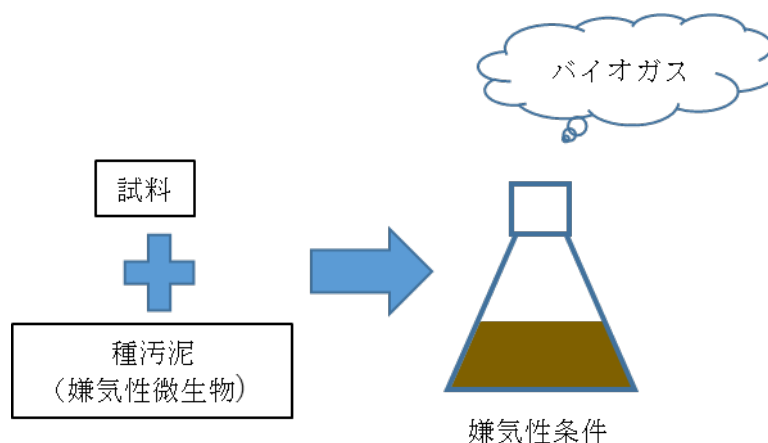 バイオガス
試料
種汚泥
（嫌気性微生物）
嫌気性条件